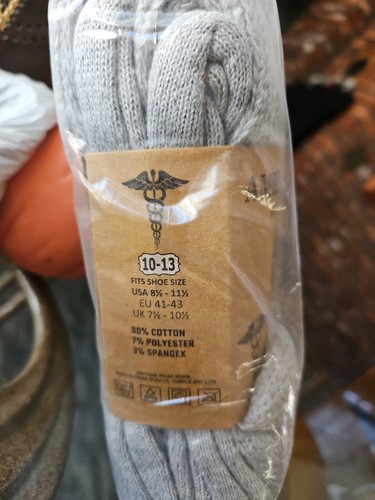 10-13
FITS SHOE SIZE
USA 8½ - 11½
EU 41-43
UK 7½ - 10½
90% COTTON
7% POLYESTER
3% SPANDEX